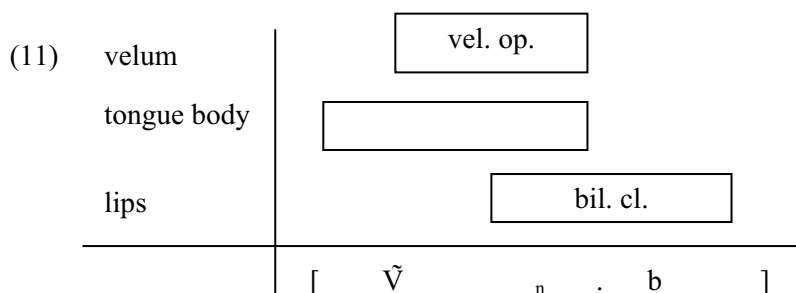 vel. op.
(11) velum
tongue body
lips bil. cl.
[ Ṽ ⁿ . b ]